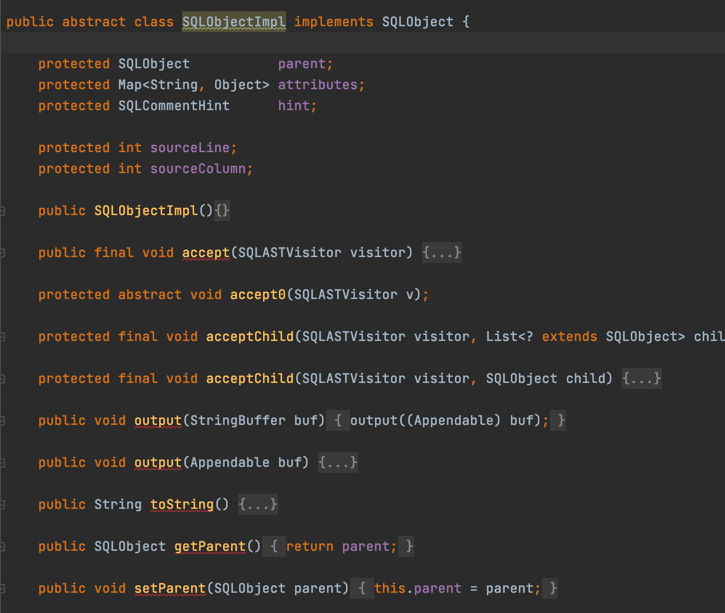 public abstract class SQLObjectImpl implements SQLObject {
protected SQLObject parent;
protected Map<String, Object> attributes;
protected SQLCommentHint hint;
protected int sourceLine;
protected int sourceColumn;
public SQLObjectImpl(){}
public final void accept(SQLASTVisitor visitor) {...}
protected abstract void accept0(SQLASTVisitor v);
protected final void acceptChild(SQLASTVisitor visitor, List<? extends SQLObject> chil
protected final void acceptChild(SQLASTVisitor visitor, SQLObject child) {...}
public void output(StringBuffer buf) { output((Appendable) buf); }
public void output(Appendable buf) {...}
public String toString() {...}
public SQLObject getParent() { return parent; }
public void setParent(SQLObject parent) { this.parent = parent; }